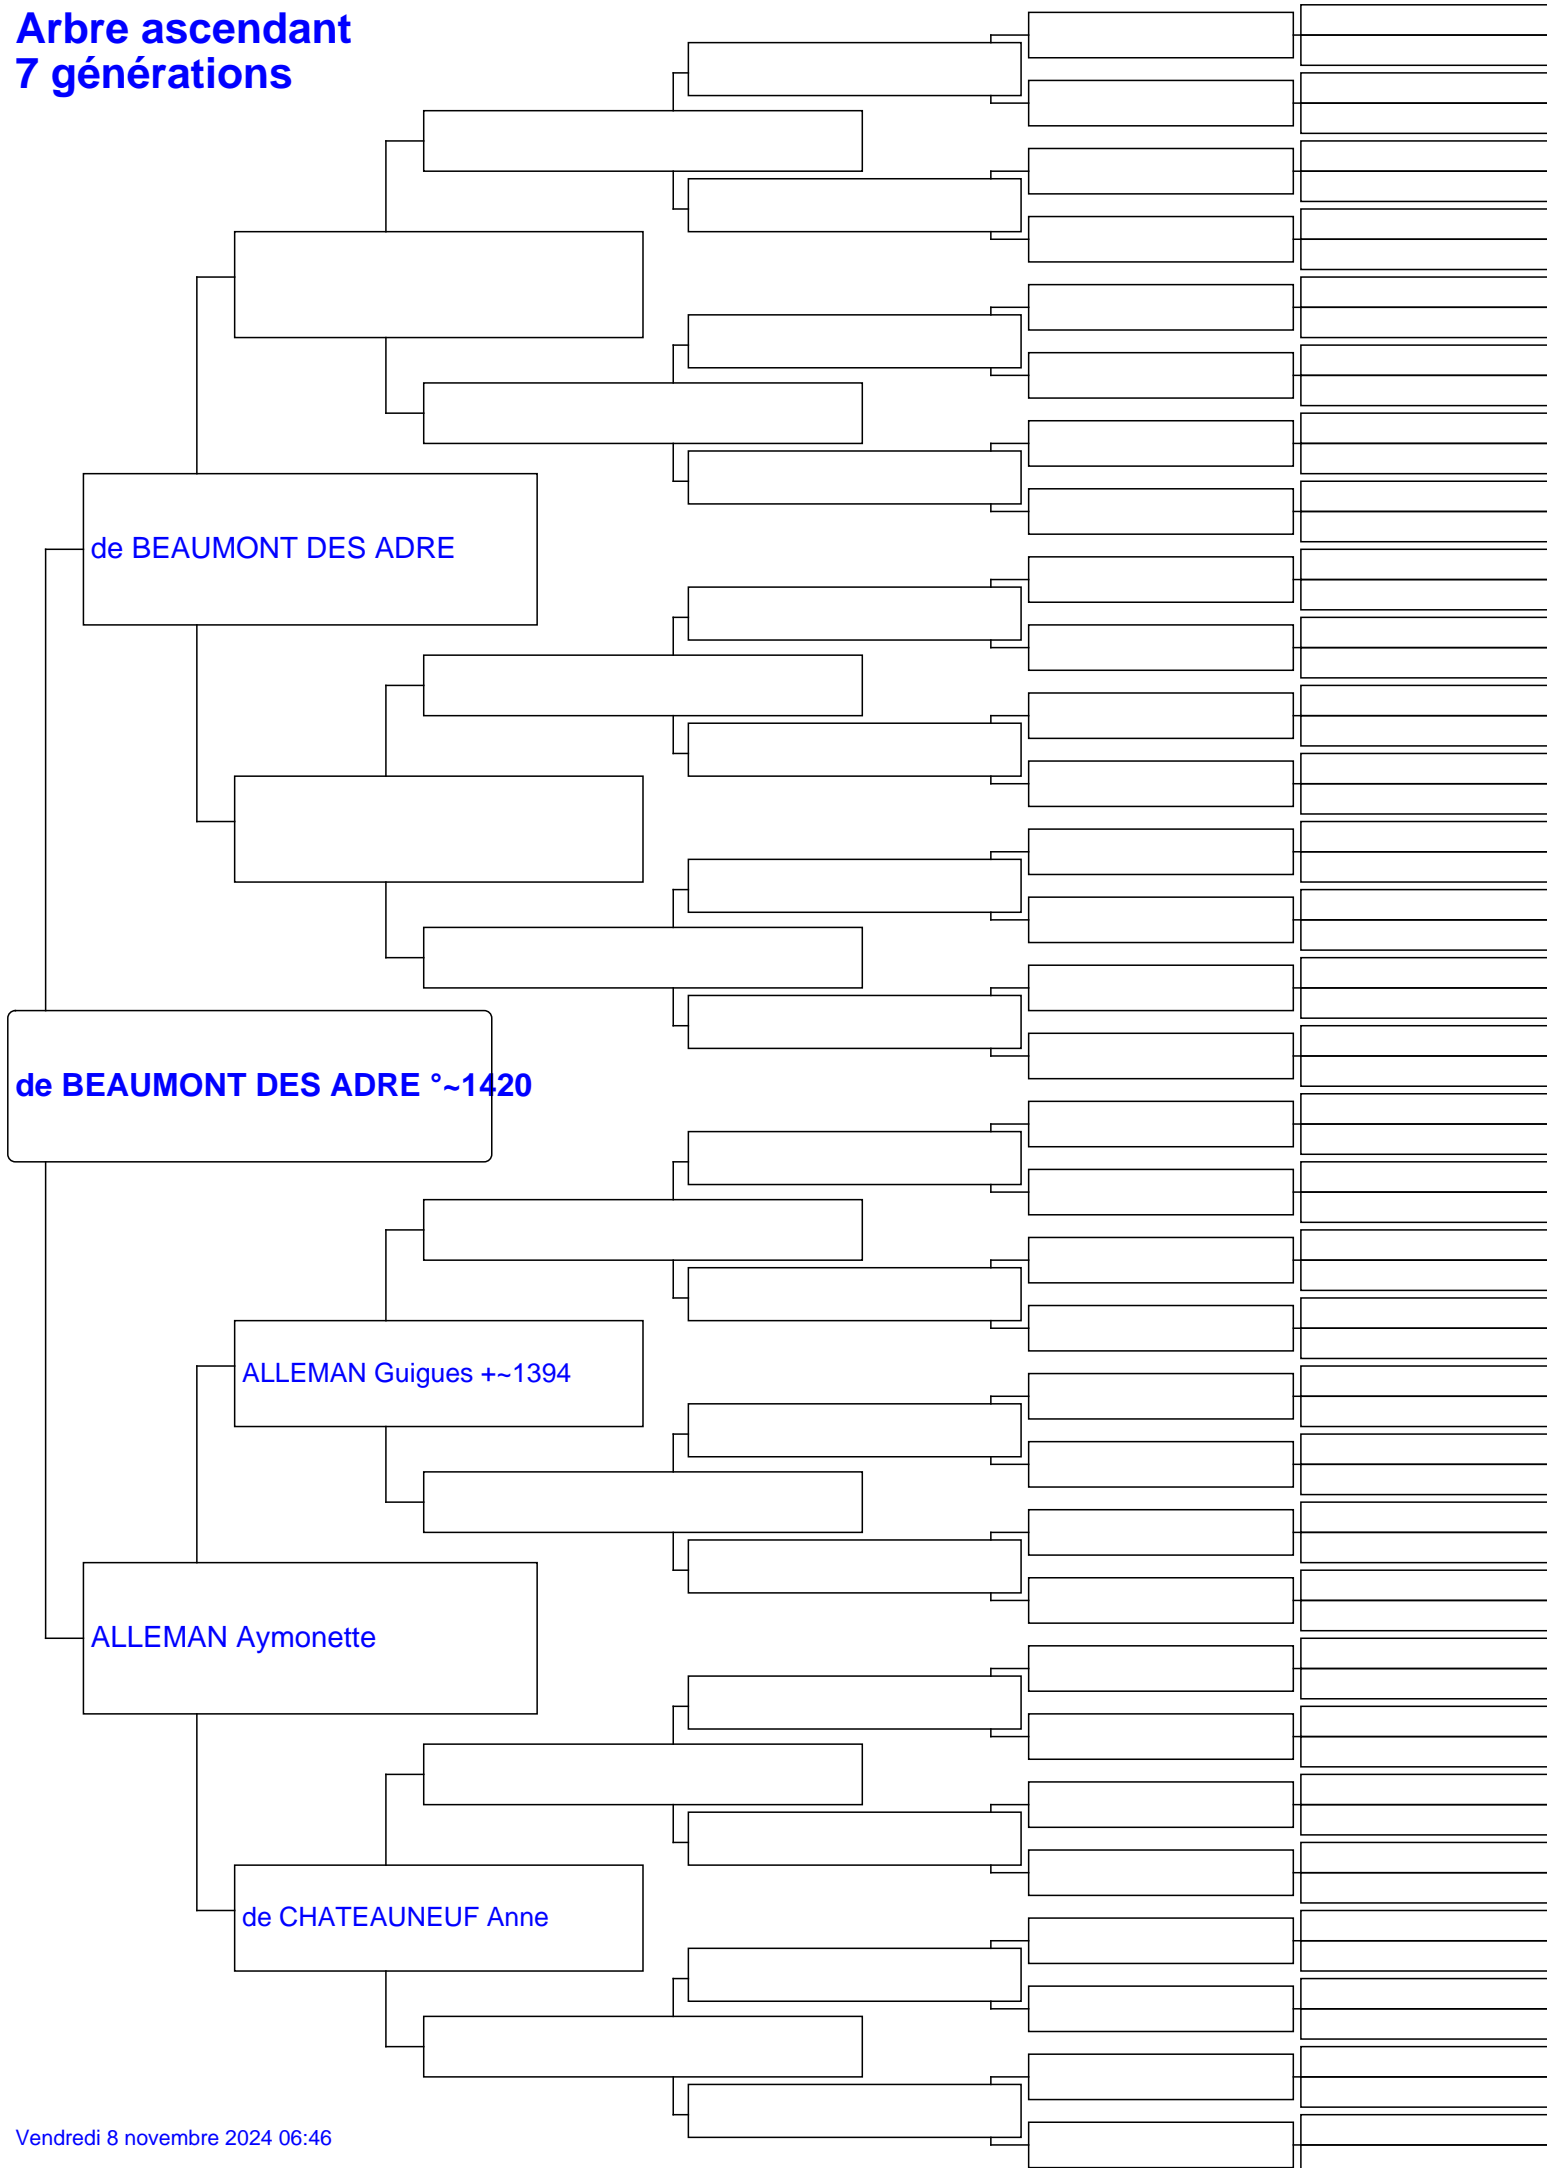 Arbre ascendant
7 générations
de BEAUMONT DES ADRE
de BEAUMONT DES ADRE °~1420
ALLEMAN Guigues +~1394
ALLEMAN Aymonette
de CHATEAUNEUF Anne
Vendredi 8 novembre 2024 06:46